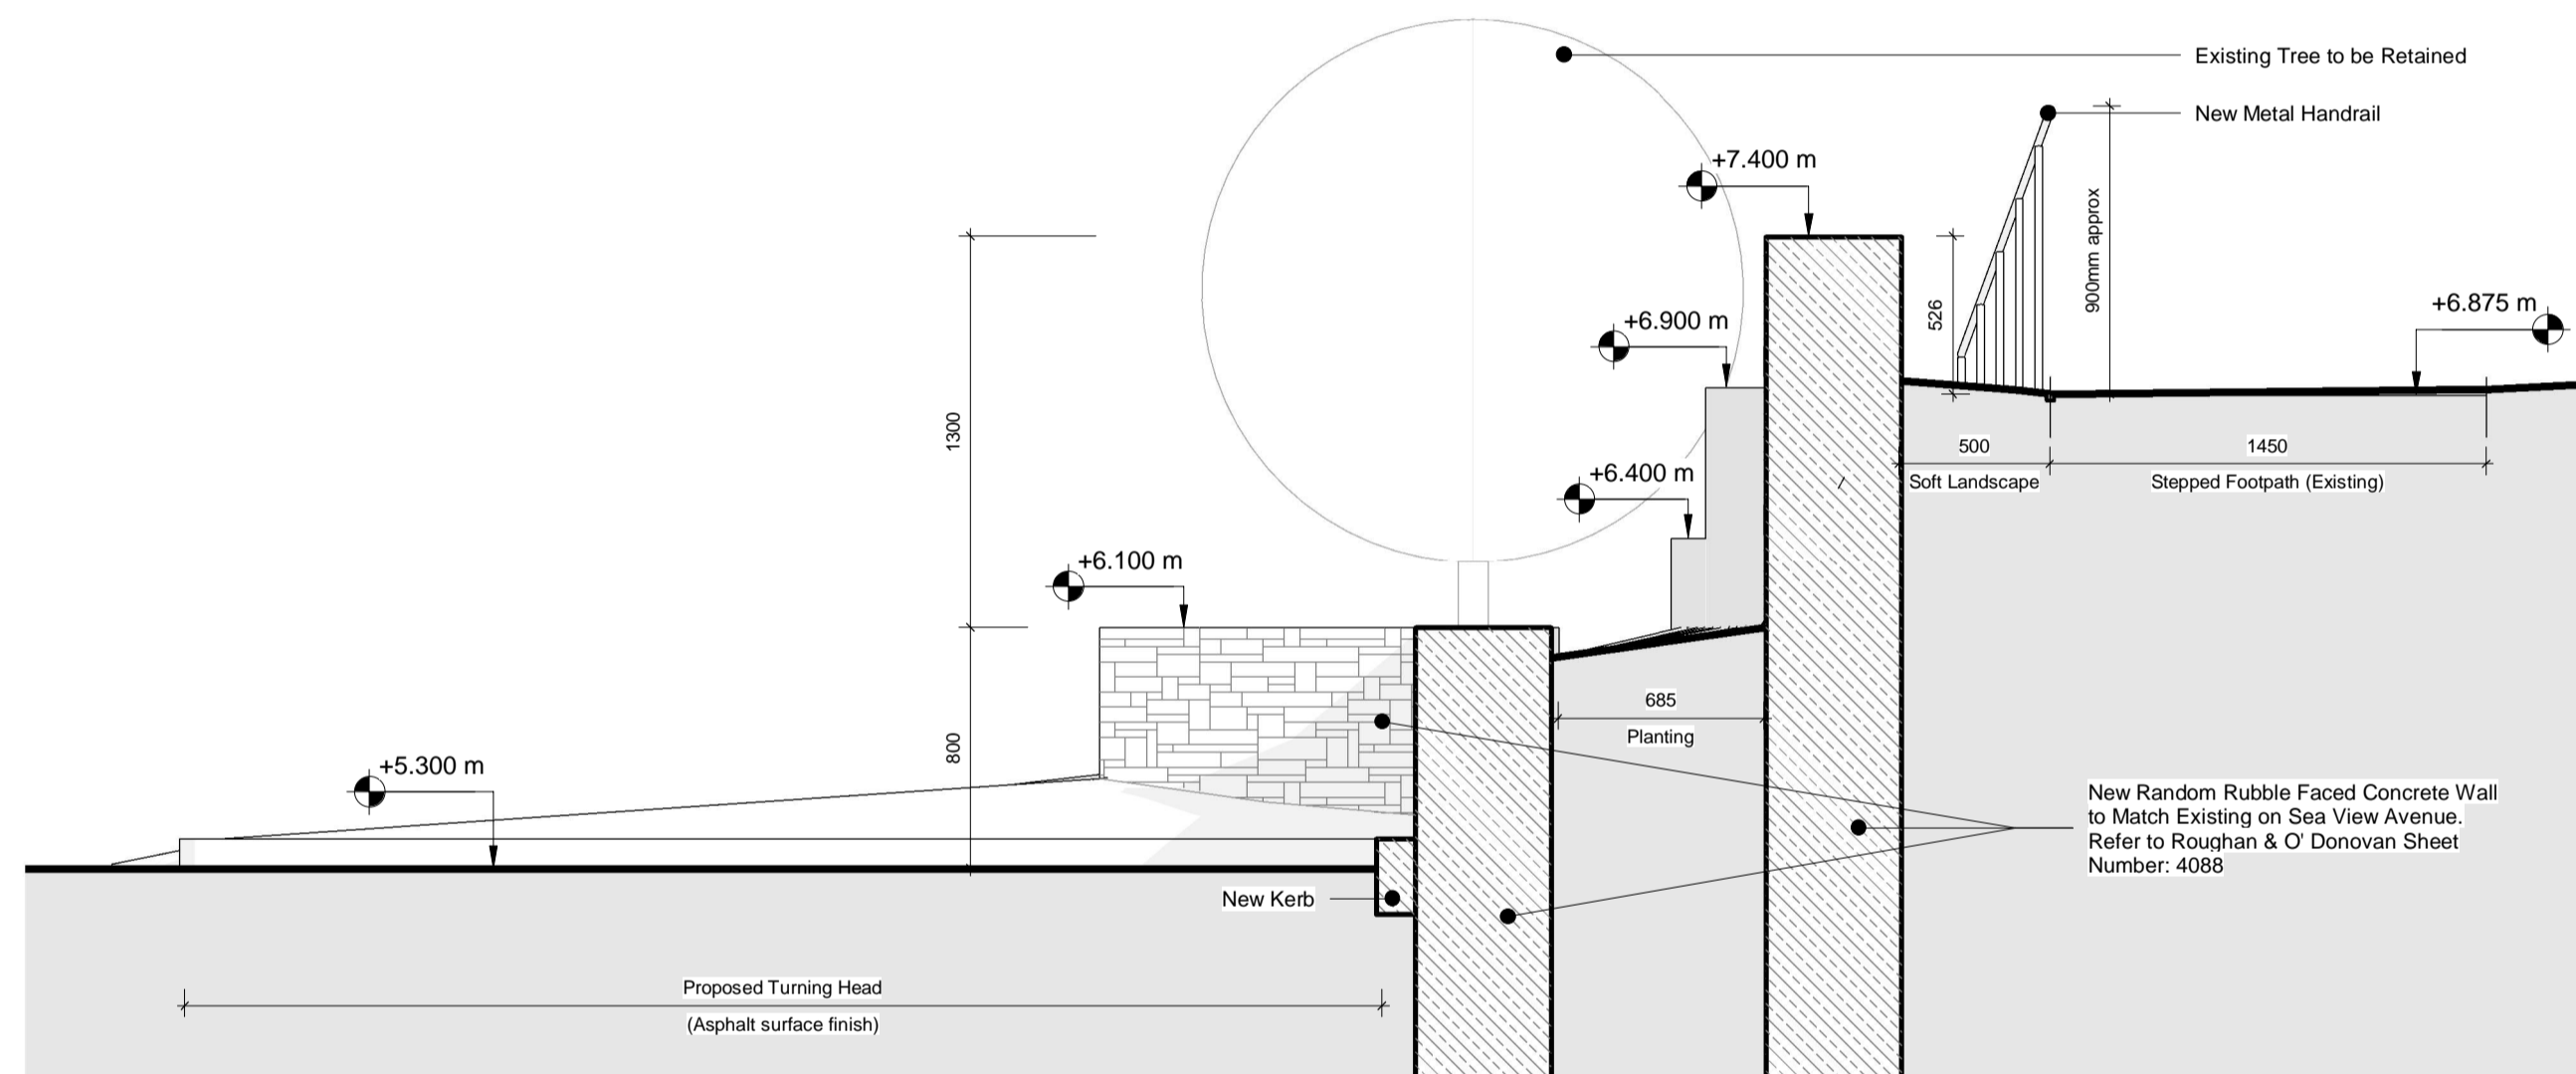 Existing Tree to be Retained
New Metal Handrail
+7.400 m
900mm approx
+6.900 m
526
+6.875 m
1300
500
1450
+6.400 m
Soft Landscape
Stepped Footpath (Existing)
+6.100 m
685
Planting
800
+5.300 m
New Random Rubble Faced Concrete Wall
to Match Existing on Sea View Avenue.
Refer to Roughan & O' Donovan Sheet
Number: 4088
New Kerb
Proposed Turning Head
(Asphalt surface finish)